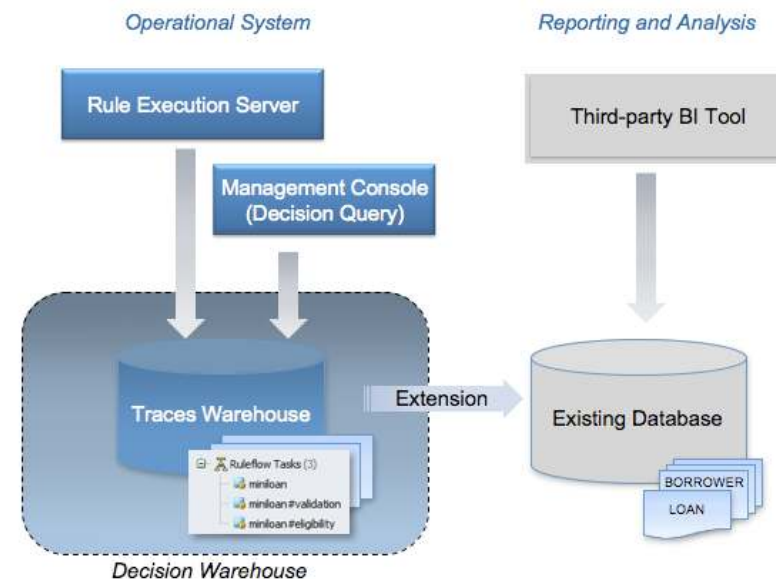 Operational System
Reporting and Analysis
Rule Execution Server
Third-party BI Tool
Management Console
(Decision Query)
Traces Warehouse
Extension
Existing Database
Ruleflow Tasks (3)
miniloan
miniloan#validation
miniloan#eligibility
BORROWER
LOAN
Decision Warehouse